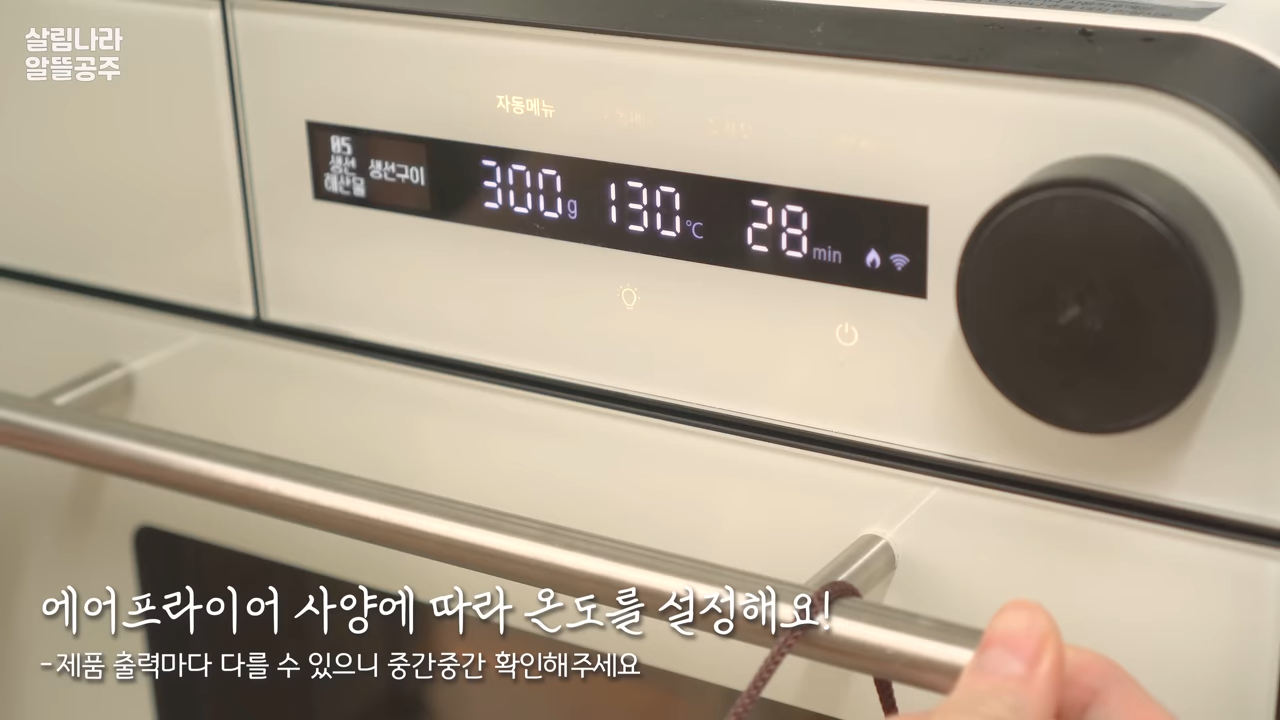 살림나라
알뜰공주
자동메뉴
05
생선
해산물
생선구이
300g 130℃ 28min
에어프라이어 사양에 따라 온도를 설정해요!
-제품 출력마다 다를 수 있으니 중간중간 확인해주세요